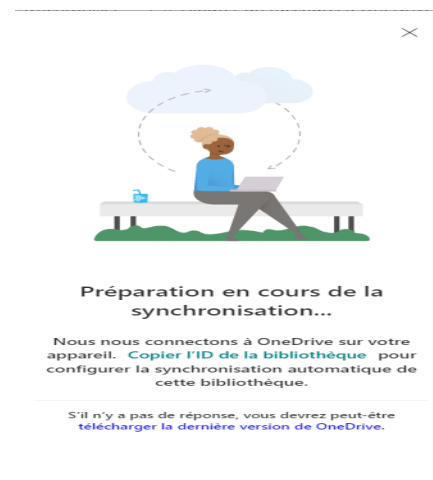 Préparation en cours de la
synchronisation...
Nous nous connectons à OneDrive sur votre
appareil. Copier l'ID de la bibliothèque pour
configurer la synchronisation automatique de
cette bibliothèque.
S'il n'y a pas de réponse, vous devrez peut-être
télécharger la dernière version de OneDrive.